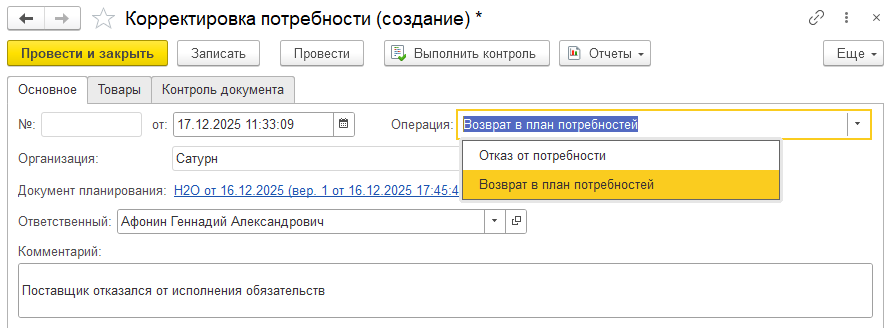 Корректировка потребности (создание) *
Провести и закрыть Записать Провести Выполнить контроль Отчеты Еще
Основное Товары Контроль документа
№: от: 17.12.2025 11:33:09 Операция: Возврат в план потребностей
Отказ от потребности
Организация: Сатурн
Возврат в план потребностей
Документ планирования: Н2О от 16.12.2025 (вер. 1 от 16.12.2025 17:45:4
Ответственный: Афонин Геннадий Александрович
Комментарий:
Поставщик отказался от исполнения обязательств